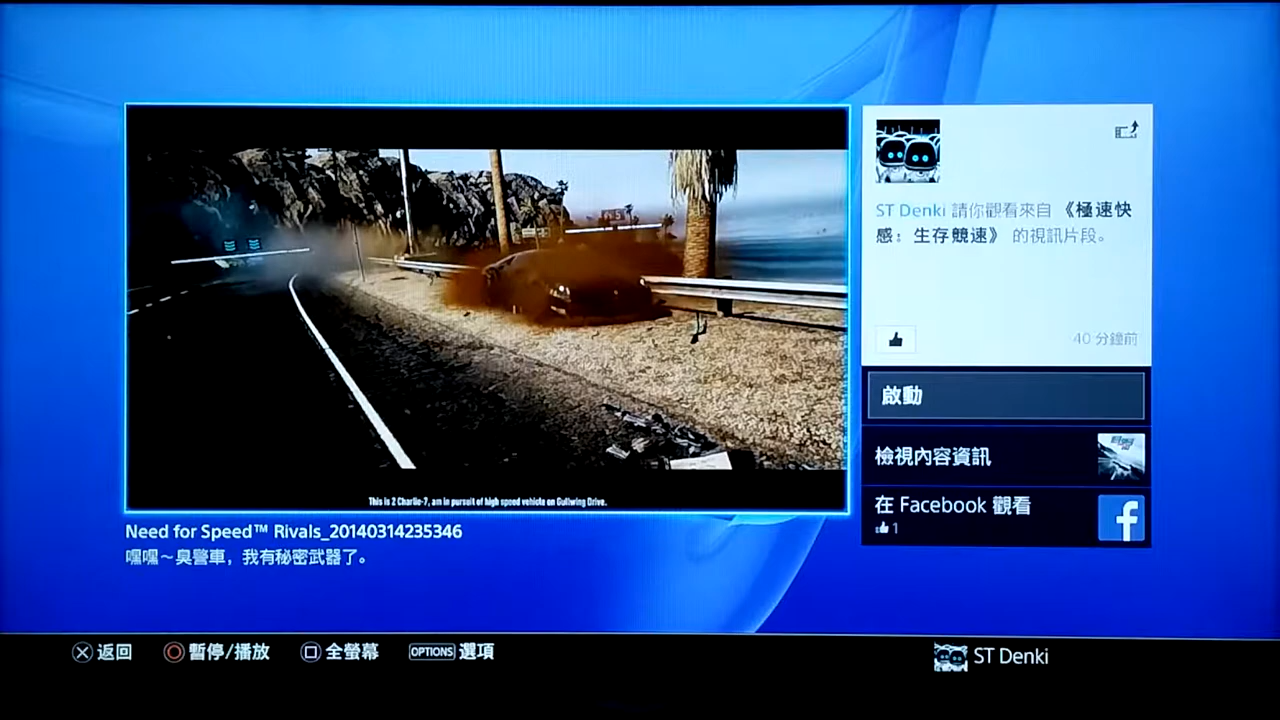 ST Denki 請你觀看來自《極速快
感：生存競速》 的視訊片段。
40 分鐘前
啟動
檢視內容資訊
在 Facebook 觀看
1
This is 2 Charlie-7, am in pursuit of high speed vehicle on Gullwing Drive.
Need for Speed™ Rivals_20140314235346
嘿嘿～臭警車，我有秘密武器了。
返回
暫停/播放
全螢幕
OPTIONS 選項
ST Denki